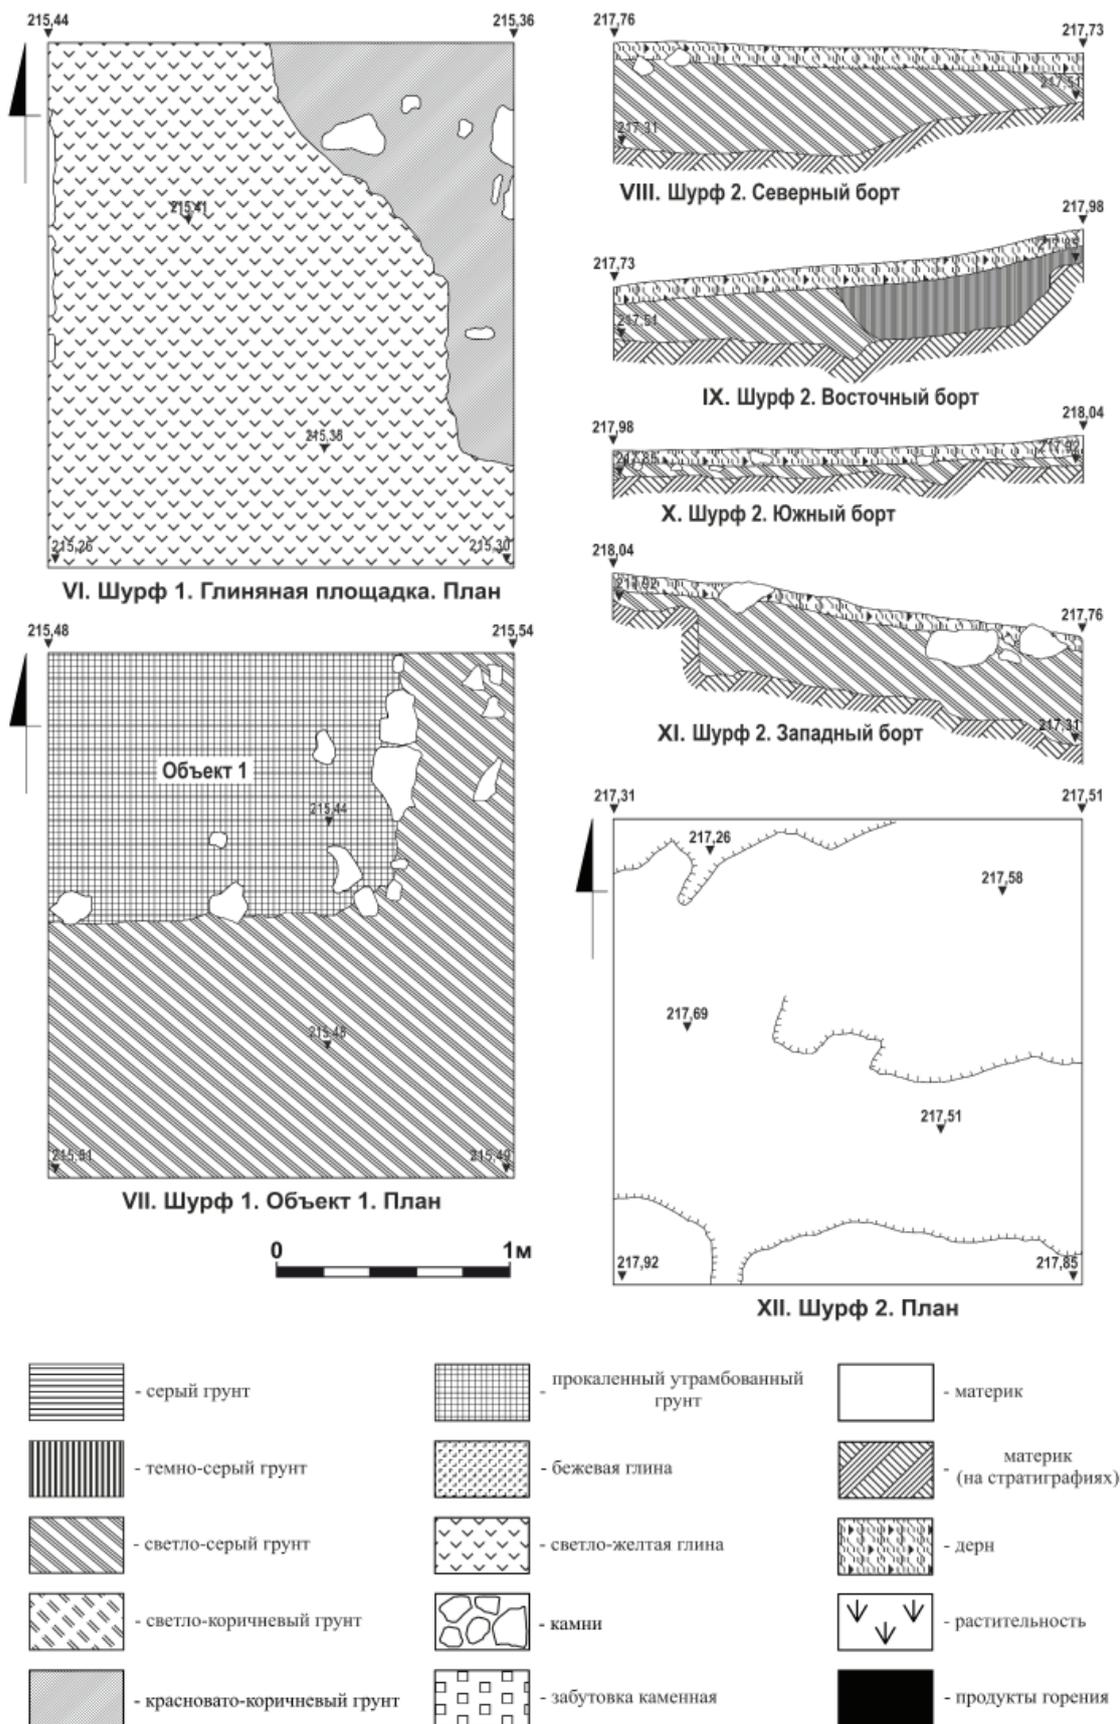 215,44
215,36
215,41
215,38
215,26
215,30
VI. Шурф 1. Глиняная площадка. План
215,48
215,54
Объект 1
215,44
215,48
215,51
215,49
VII. Шурф 1. Объект 1. План
0
1м
217,76
217,73
217,51
217,31
VIII. Шурф 2. Северный борт
217,98
217,85
217,73
217,51
IX. Шурф 2. Восточный борт
217,98
218,04
217,85
217,92
X. Шурф 2. Южный борт
218,04
217,92
217,76
217,31
XI. Шурф 2. Западный борт
217,31
217,51
217,26
217,58
217,69
217,51
217,92
217,85
XII. Шурф 2. План
- серый грунт
- темно-серый грунт
- светло-серый грунт
- светло-коричневый грунт
- красновато-коричневый грунт
- прокаленный утрамбованный
грунт
- бежевая глина
- светло-желтая глина
- камни
- забутовка каменная
- материк
- материк
(на стратиграфиях)
- дерн
- растительность
- продукты горения